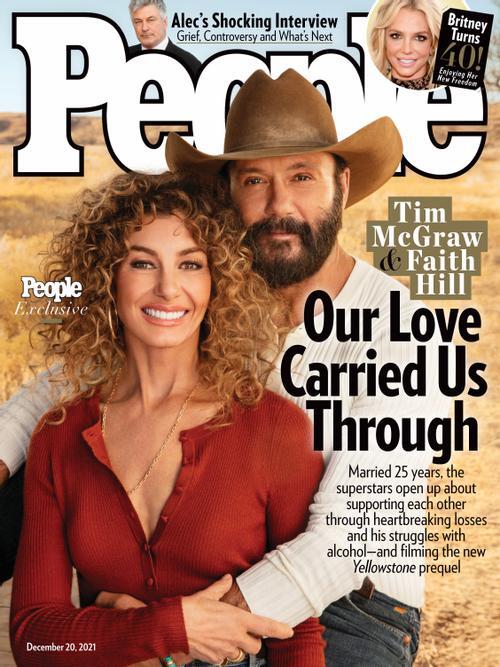 Alec's Shocking Interview
Grief, Controversy and What's Next
Britney
Turns
40!
Enjoying Her
New Freedom
People
Tim
McGraw
& Faith
Hill
People
Exclusive
Our Love
Carried Us
Through
Married 25 years, the
superstars open up about
supporting each other
through heartbreaking losses
and his struggles with
alcohol—and filming the new
Yellowstone prequel
December 20, 2021